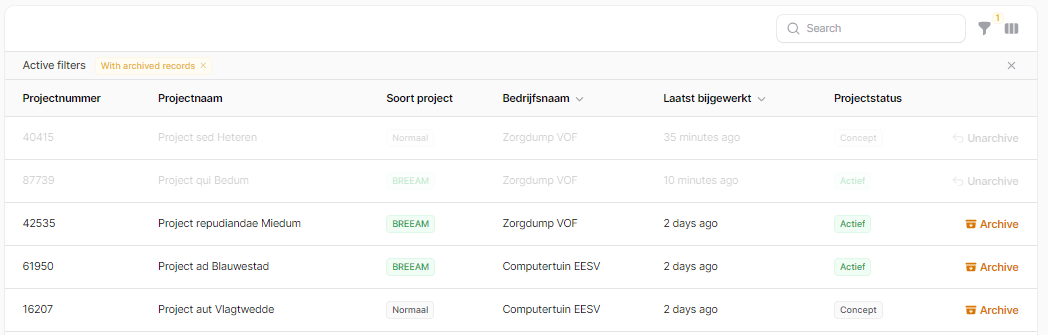 Search
1
Active filters With archived records ×
Projectnummer Projectnaam Soort project Bedrijfsnaam Laatst bijgewerkt Projectstatus
40415 Project sed Heteren Normaal Zorgdump VOF 35 minutes ago Concept Unarchive
87739 Project qui Bedum BREEAM Zorgdump VOF 10 minutes ago Actief Unarchive
42535 Project repudiandae Miedum BREEAM Zorgdump VOF 2 days ago Actief Archive
61950 Project ad Blauwestad BREEAM Computertuin EESV 2 days ago Actief Archive
16207 Project aut Vlagtwedde Normaal Computertuin EESV 2 days ago Concept Archive